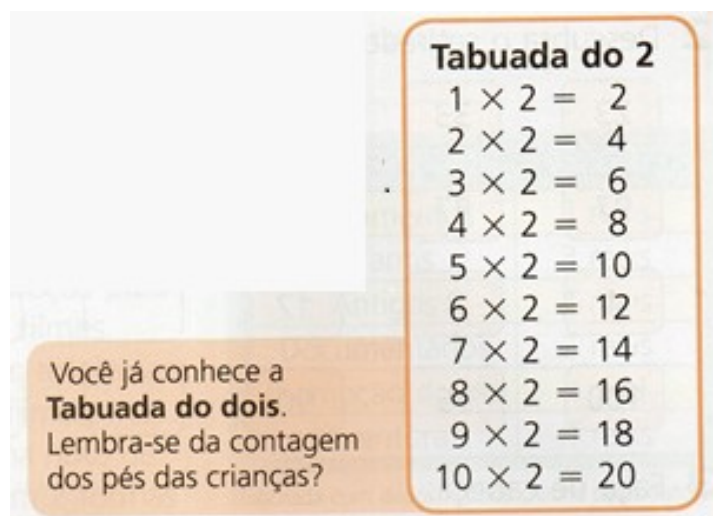 Tabuada do 2
1 × 2 = 2
2 × 2 = 4
3 × 2 = 6
4 × 2 = 8
5 × 2 = 10
6 × 2 = 12
7 × 2 = 14
8 × 2 = 16
9 × 2 = 18
10 × 2 = 20
Você já conhece a
Tabuada do dois.
Lembra-se da contagem
dos pés das crianças?